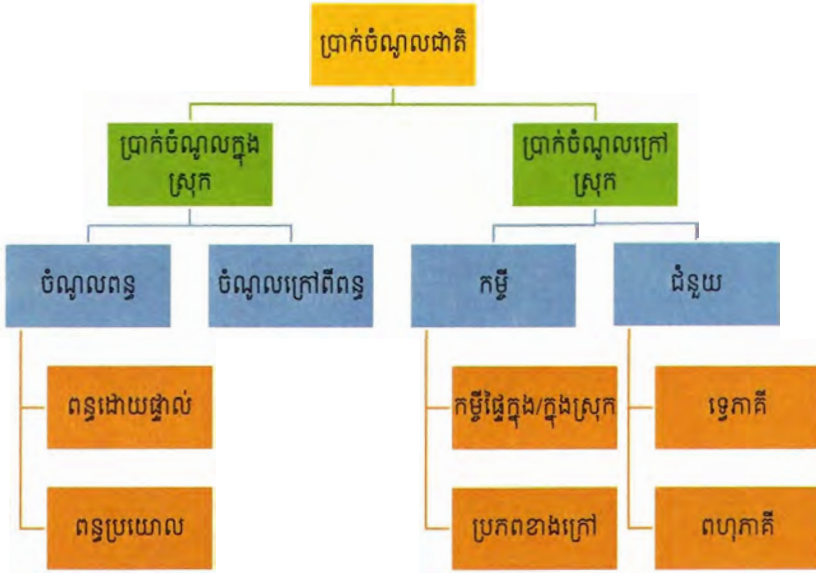 ប្រាក់ចំណូលជាតិ
ប្រាក់ចំណូលក្នុង
ស្រុក
ប្រាក់ចំណូលក្រៅ
ស្រុក
ចំណូលពន្ធ
ចំណូលក្រៅពីពន្ធ
កម្ចី
ជំនួយ
ពន្ធដោយផ្ទាល់
កម្ចីផ្ទៃក្នុង/ក្នុងស្រុក
ទ្វេភាគី
ពន្ធប្រយោល
ប្រភពខាងក្រៅ
ពហុភាគី